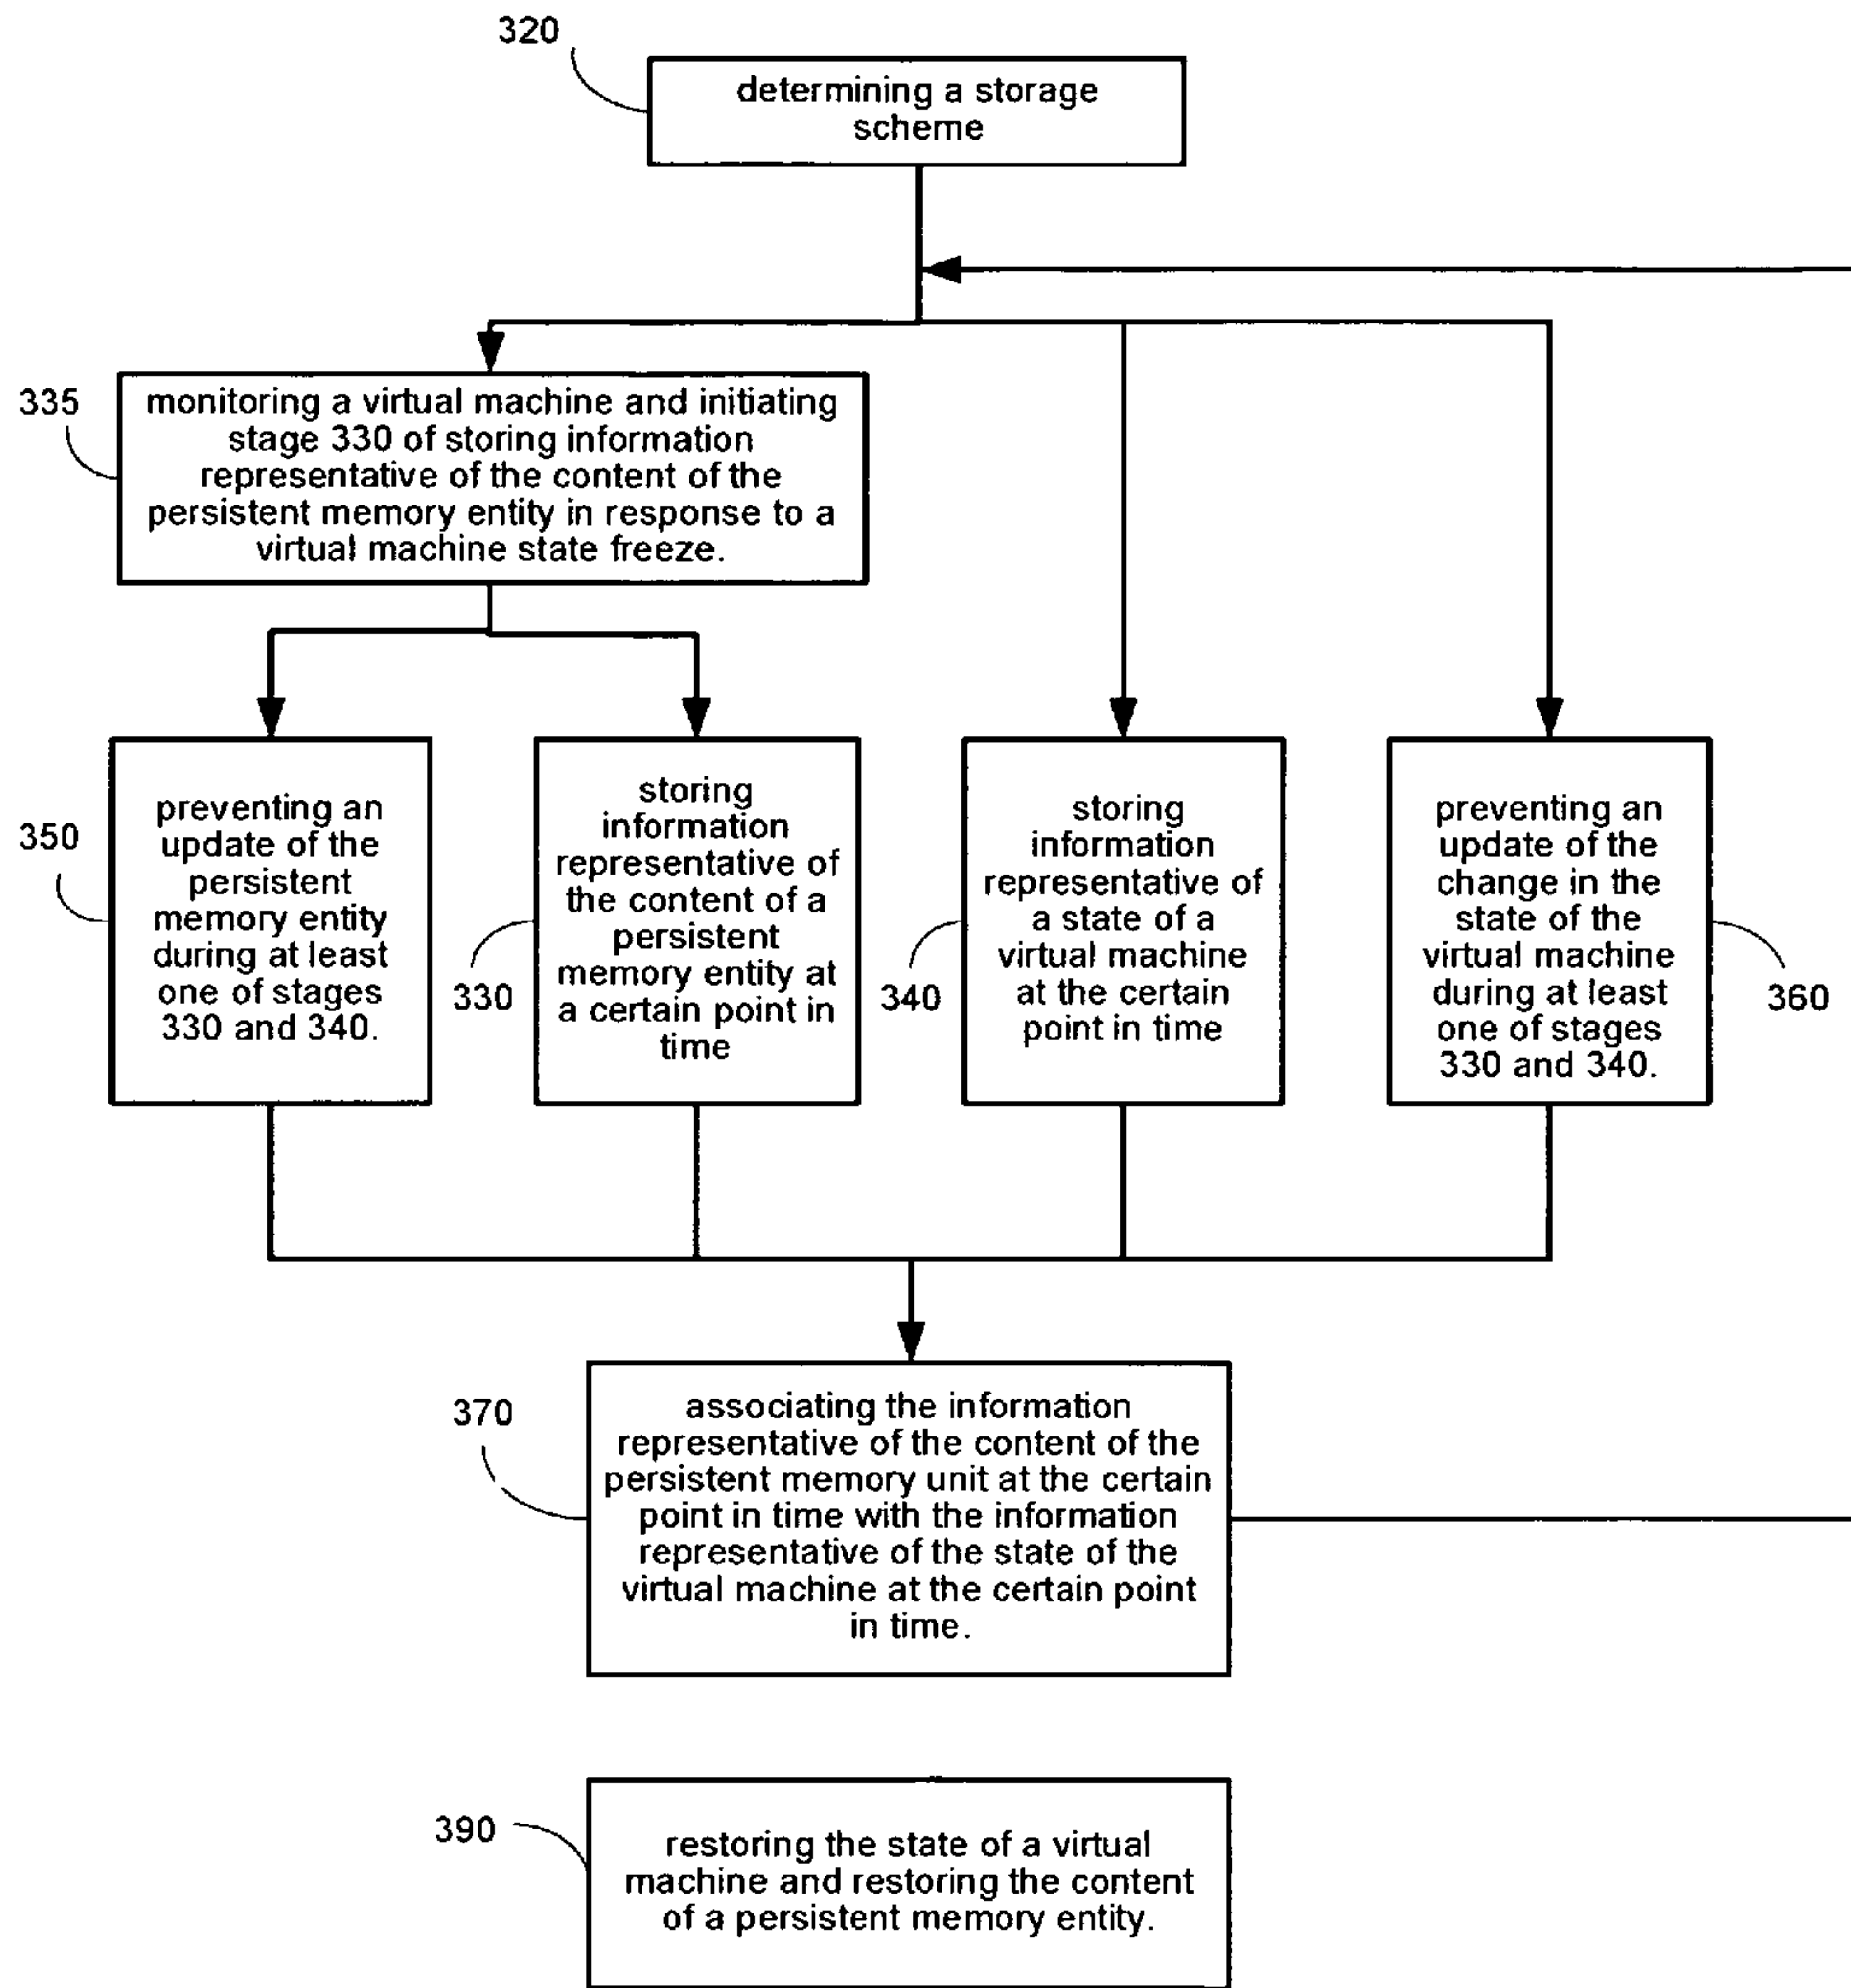 320
determining a storage
scheme
335
monitoring a virtual machine and initiating
stage 330 of storing information
representative of the content of the
persistent memory entity in response to a
virtual machine state freeze.
350
preventing an
update of the
persistent
memory entity
during at least
one of stages
330 and 340.
330
storing
information
representative of
the content of a
persistent
memory entity at
a certain point in
time
340
storing
information
representative of
a state of a
virtual machine
at the certain
point in time
preventing an
update of the
change in the
state of the
virtual machine
during at least
one of stages
330 and 340.
360
370
associating the information
representative of the content of the
persistent memory unit at the certain
point in time with the information
representative of the state of the
virtual machine at the certain point
in time.
390
restoring the state of a virtual
machine and restoring the content
of a persistent memory entity.